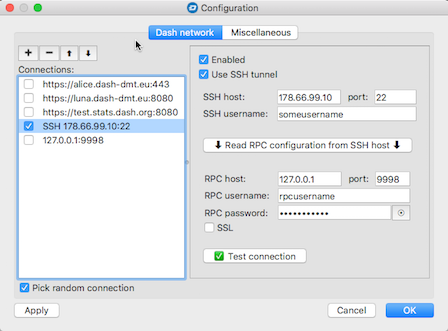 Configuration
Dash network Miscellaneous
Connections:
https://alice.dash-dmt.eu:443
https://luna.dash-dmt.eu:8080
https://test.stats.dash.org:8080
SSH 178.66.99.10:22
127.0.0.1:9998
Pick random connection
Enabled
Use SSH tunnel
SSH host: 178.66.99.10 port: 22
SSH username: someusername
Read RPC configuration from SSH host
RPC host: 127.0.0.1 port: 9998
RPC username: rpcusername
RPC password: •••••••••••
SSL
Test connection
Apply Cancel OK